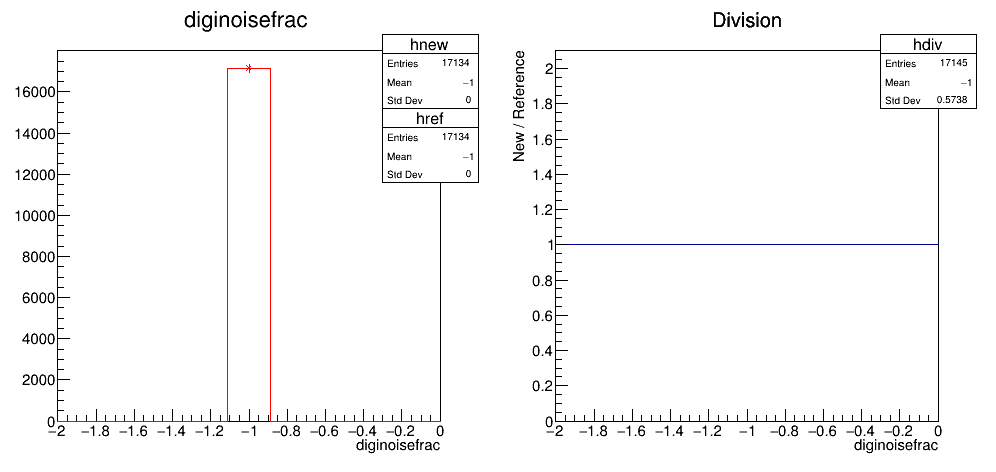 diginoisefrac
hnew
Entries 17134
Mean −1
Std Dev 0
href
Entries 17134
Mean −1
Std Dev 0
16000
14000
12000
10000
8000
6000
4000
2000
0
−2 −1.8 −1.6 −1.4 −1.2 −1 −0.8 −0.6 −0.4 −0.2 0
diginoisefrac
Division
hdiv
Entries 17145
Mean −1
Std Dev 0.5738
New / Reference
2
1.8
1.6
1.4
1.2
1
0.8
0.6
0.4
0.2
0
−2 −1.8 −1.6 −1.4 −1.2 −1 −0.8 −0.6 −0.4 −0.2 0
diginoisefrac